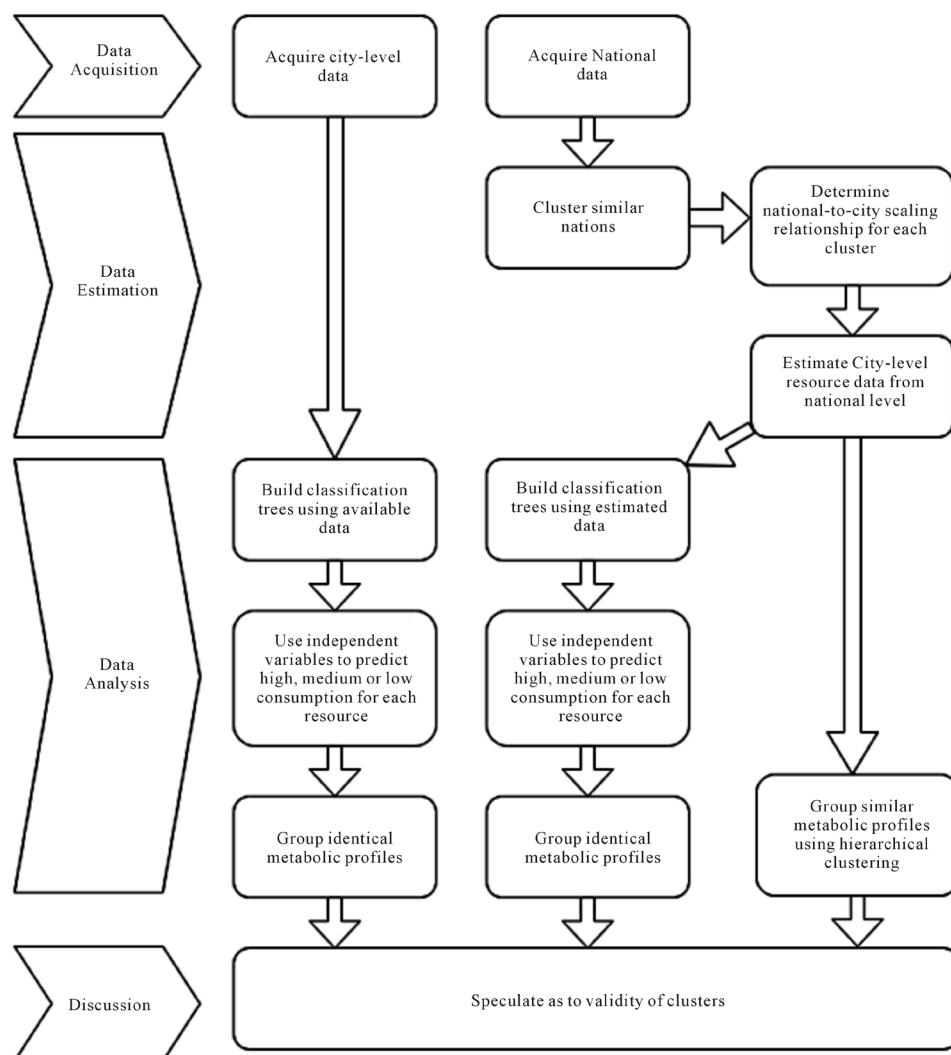 Data
Acquisition
Acquire city-level
data
Acquire National
data
Data
Estimation
Cluster similar
nations
Determine
national-to-city scaling
relationship for each
cluster
Estimate City-level
resource data from
national level
Data
Analysis
Build classification
trees using available
data
Build classification
trees using estimated
data
Use independent
variables to predict
high, medium or low
consumption for each
resource
Use independent
variables to predict
high, medium or low
consumption for each
resource
Group identical
metabolic profiles
Group identical
metabolic profiles
Group similar
metabolic profiles
using hierarchical
clustering
Discussion
Speculate as to validity of clusters